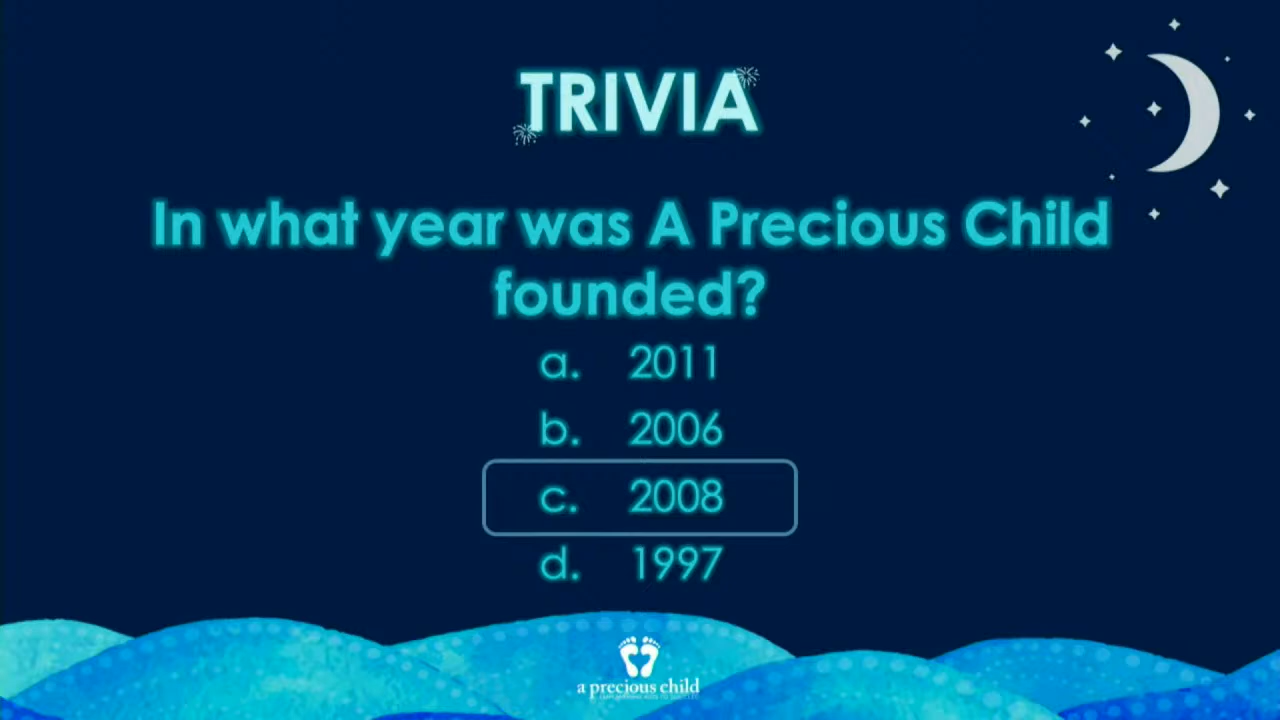 TRIVIA
In what year was A Precious Child
founded?
a. 2011
b. 2006
c. 2008
d. 1997
a precious child